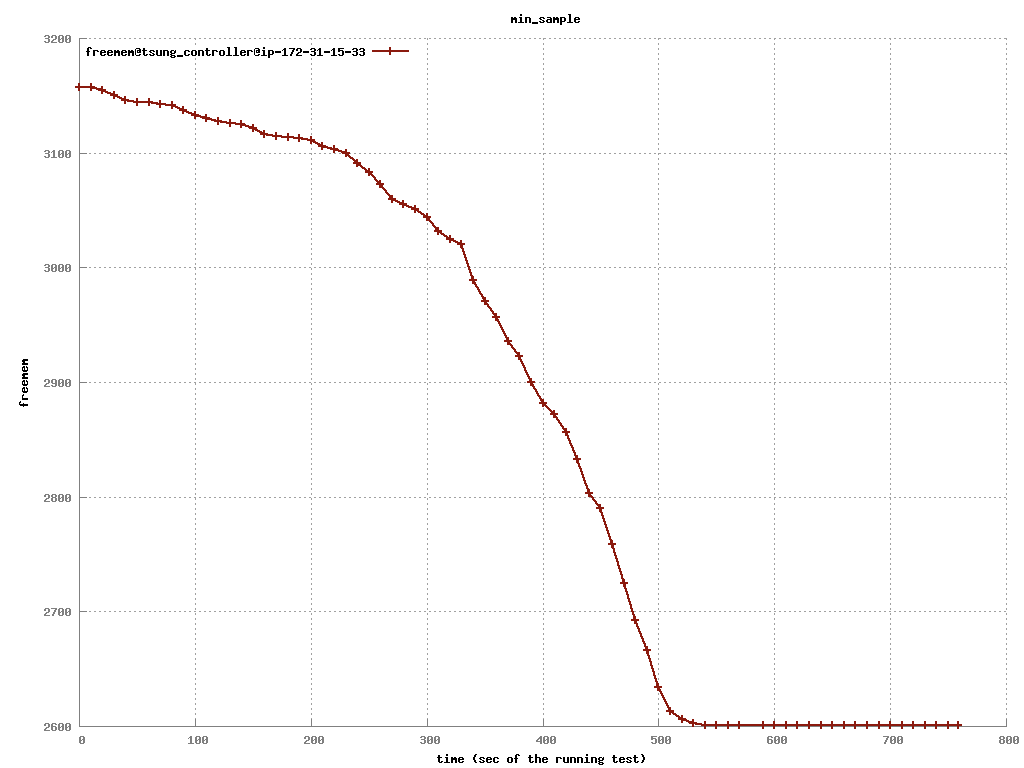 min_sample
freemem@tsung_controller@ip-172-31-15-33
3200
3100
3000
2900
2800
2700
2600
freemem
0 100 200 300 400 500 600 700 800
time (sec of the running test)